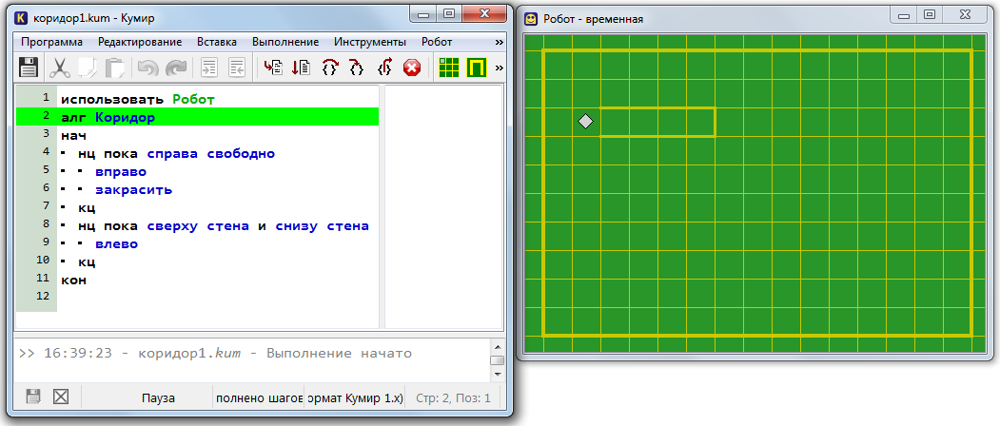 коридор1.kum - Кумир
Программа Редактирование Вставка Выполнение Инструменты Робот »
»
1 использовать Робот
2 алг Коридор
3 нач
4 нц пока справа свободно
5 вправо
6 закрасить
7 кц
8 нц пока сверху стена и снизу стена
9 влево
10 кц
11 кон
12
>> 16:39:23 - коридор1.kum - Выполнение начато
Пауза полнено шагов ормат Кумир 1.x) Стр: 2, Поз: 1
Робот - временная